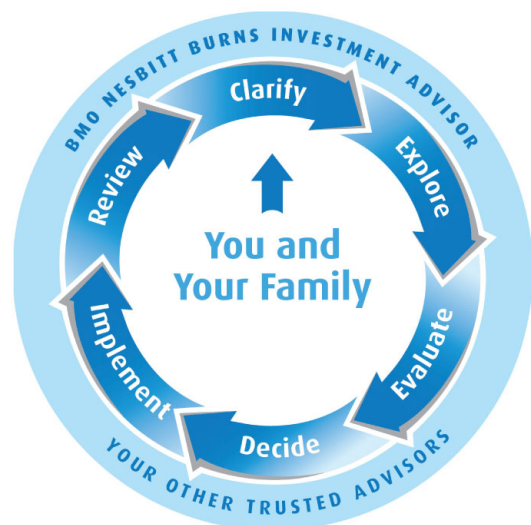 BMO NESBITT BURNS INVESTMENT ADVISOR
Clarify
Explore
Evaluate
Decide
Implement
Review
You and
Your Family
YOUR OTHER TRUSTED ADVISORS